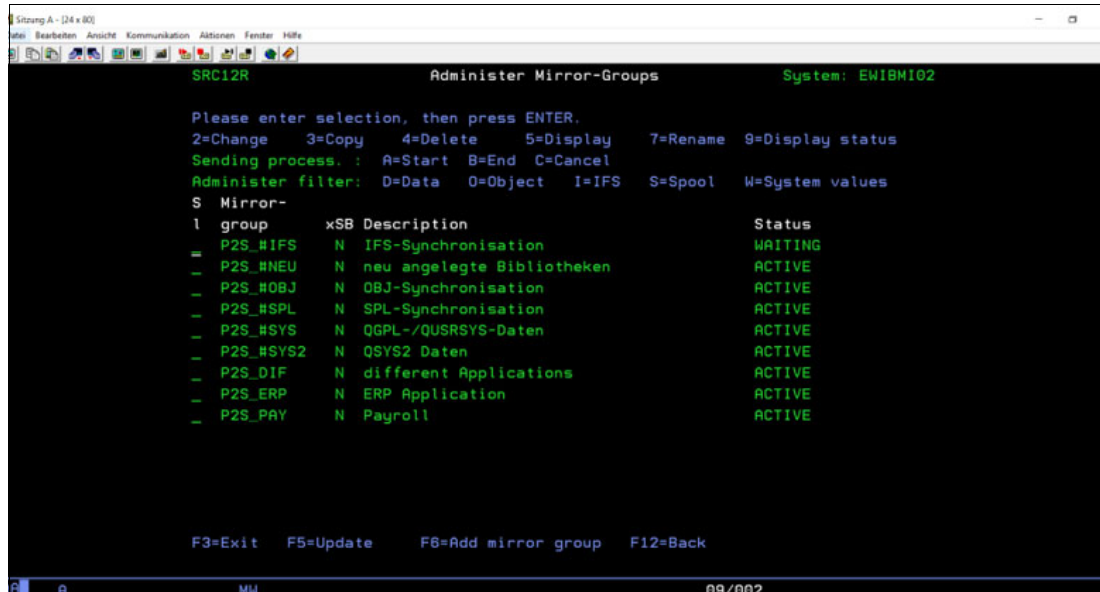 Sitzung A - [24 x 80]
Datei Bearbeiten Ansicht Kommunikation Aktionen Fenster Hilfe
SRC12R Administer Mirror-Groups System: EWIBMI02
Please enter selection, then press ENTER.
2=Change 3=Copy 4=Delete 5=Display 7=Rename 9=Display status
Sending process. : A=Start B=End C=Cancel
Administer filter: D=Data O=Object I=IFS S=Spool W=System values
S Mirror-
l group xSB Description Status
_ P2S_#IFS N IFS-Synchronisation WAITING
_ P2S_#NEU N neu angelegte Bibliotheken ACTIVE
_ P2S_#OBJ N OBJ-Synchronisation ACTIVE
_ P2S_#SPL N SPL-Synchronisation ACTIVE
_ P2S_#SYS N QGPL-/QUSRSYS-Daten ACTIVE
_ P2S_#SYS2 N QSYS2 Daten ACTIVE
_ P2S_DIF N different Applications ACTIVE
_ P2S_ERP N ERP Application ACTIVE
_ P2S_PAY N Payroll ACTIVE
F3=Exit F5=Update F6=Add mirror group F12=Back
A MW 09/002